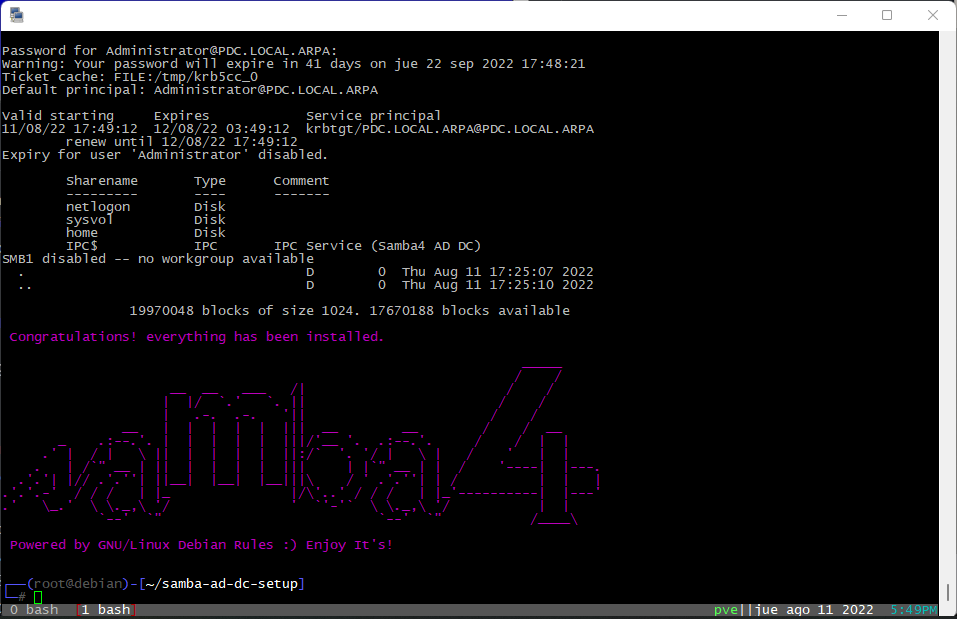 Password for Administrator@PDC.LOCAL.ARPA:
Warning: Your password will expire in 41 days on jue 22 sep 2022 17:48:21
Ticket cache: FILE:/tmp/krb5cc_0
Default principal: Administrator@PDC.LOCAL.ARPA
Valid starting Expires Service principal
11/08/22 17:49:12 12/08/22 03:49:12 krbtgt/PDC.LOCAL.ARPA@PDC.LOCAL.ARPA
renew until 12/08/22 17:49:12
Expiry for user 'Administrator' disabled.
Sharename Type Comment
--------- ---- -------
netlogon Disk
sysvol Disk
home Disk
IPC$ IPC IPC Service (Samba4 AD DC)
SMB1 disabled -- no workgroup available
. D 0 Thu Aug 11 17:25:07 2022
.. D 0 Thu Aug 11 17:25:10 2022
19970048 blocks of size 1024. 17670188 blocks available
Congratulations! everything has been installed.
samba4
Powered by GNU/Linux Debian Rules :) Enjoy It's!
┌──(root@debian)-[~/samba-ad-dc-setup]
└─#
0 bash 1 bash pve||jue ago 11 2022 5:49PM